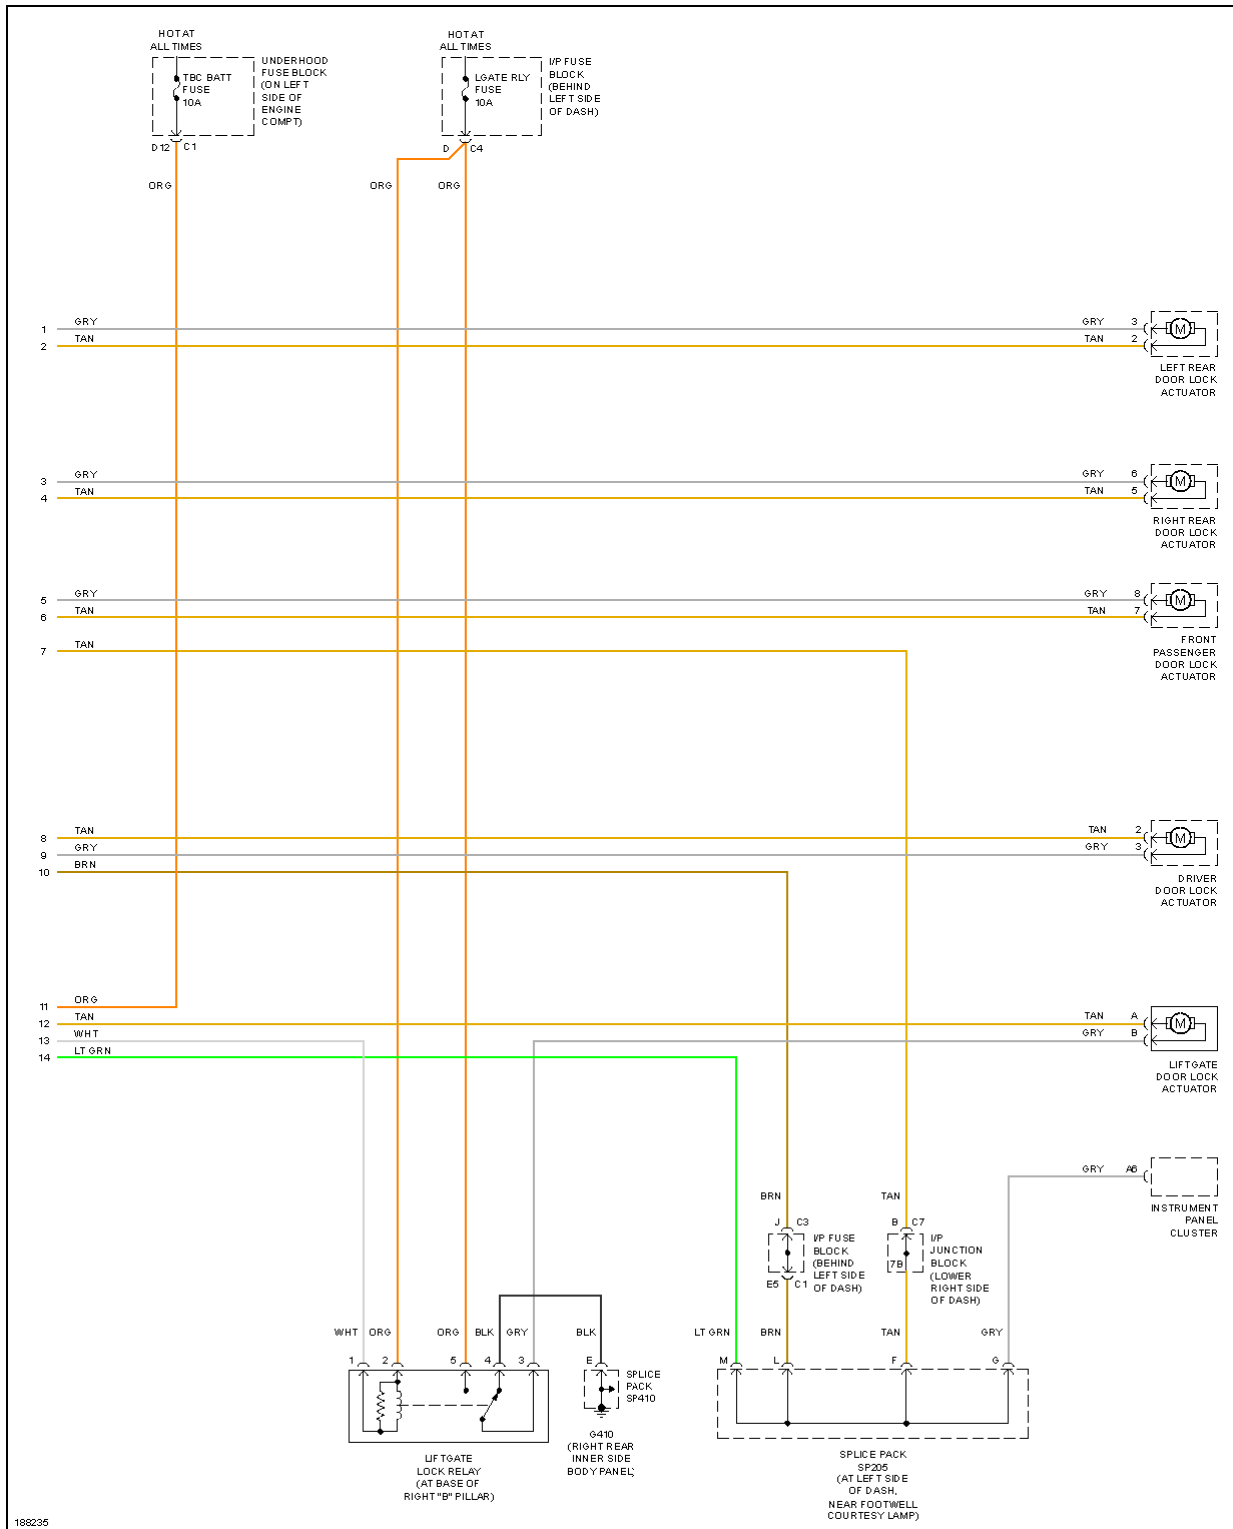 HOT AT
ALL TIMES
HOT AT
ALL TIMES
TBC BATT
FUSE
10A
UNDERHOOD
FUSE BLOCK
(ON LEFT
SIDE OF
ENGINE
COMPT)
LGATE RLY
FUSE
10A
I/P FUSE
BLOCK
(BEHIND
LEFT SIDE
OF DASH)
D12 C1
D C4
ORG
ORG
ORG
1 GRY
GRY 3
2 TAN
TAN 2
LEFT REAR
DOOR LOCK
ACTUATOR
3 GRY
GRY 6
4 TAN
TAN 5
RIGHT REAR
DOOR LOCK
ACTUATOR
5 GRY
GRY 8
6 TAN
TAN 7
FRONT
PASSENGER
DOOR LOCK
ACTUATOR
7 TAN
8 TAN
TAN 2
9 GRY
GRY 3
10 BRN
DRIVER
DOOR LOCK
ACTUATOR
11 ORG
12 TAN
TAN A
13 WHT
GRY B
14 LT GRN
LIFTGATE
DOOR LOCK
ACTUATOR
GRY A6
INSTRUMENT
PANEL
CLUSTER
BRN
TAN
J C3
B C7
I/P FUSE
BLOCK
(BEHIND
LEFT SIDE
OF DASH)
7B
I/P
JUNCTION
BLOCK
(LOWER
RIGHT SIDE
OF DASH)
E5 C1
WHT ORG ORG BLK GRY BLK
LT GRN BRN TAN GRY
1 2 5 4 3 E
M L F G
M M M M M
SPLICE
PACK
SP410
G410
(RIGHT REAR
INNER SIDE
BODY PANEL)
LIFTGATE
LOCK RELAY
(AT BASE OF
RIGHT "B" PILLAR)
SPLICE PACK
SP205
(AT LEFT SIDE
OF DASH,
NEAR FOOTWELL
COURTESY LAMP)
188235